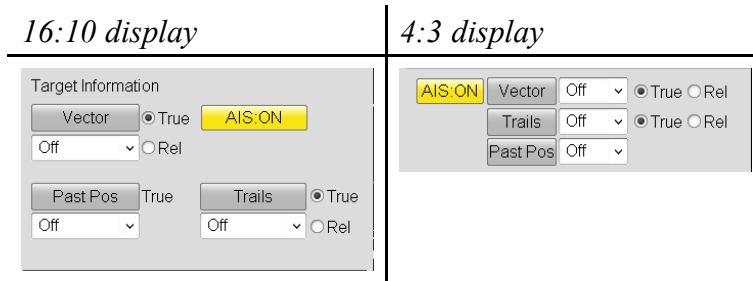 16:10 display
4:3 display
Target Information
Vector True AIS:ON
Off Rel
Past Pos True Trails True
Off Off Rel
AIS:ON Vector Off True Rel
Trails Off True Rel
Past Pos Off